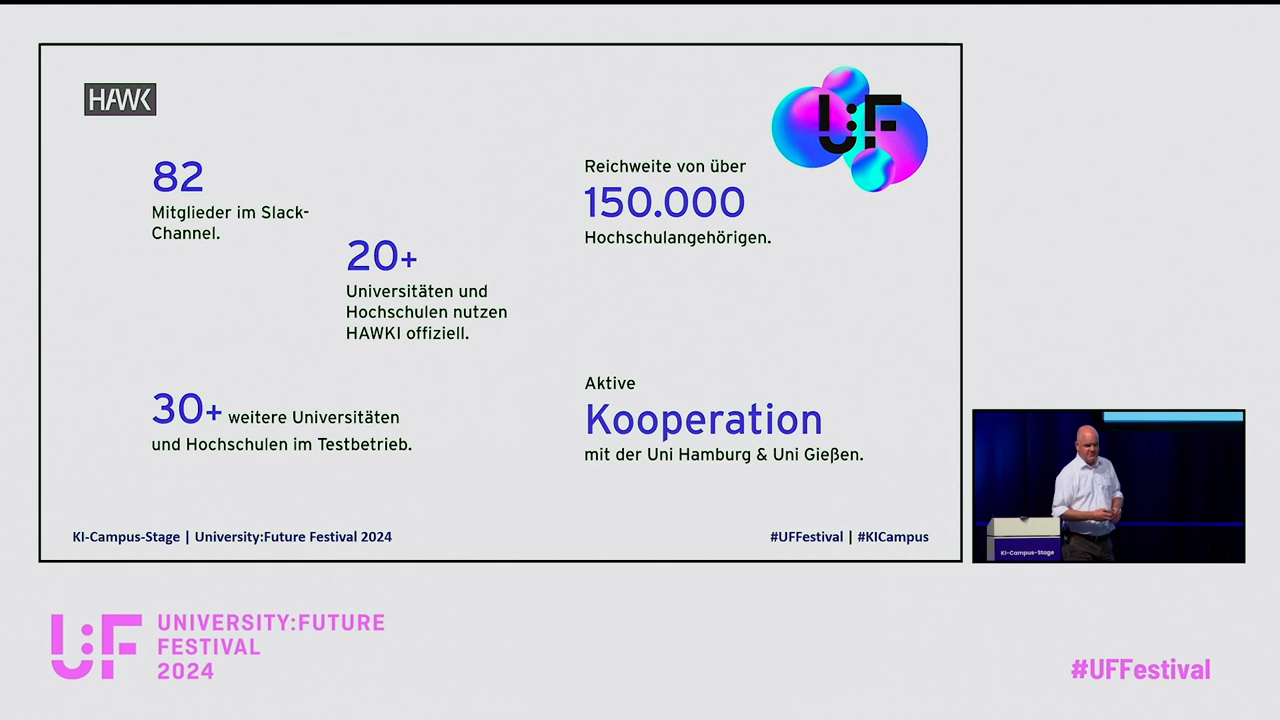 HAWK
U:F
82
Mitglieder im Slack-
Channel.
20+
Universitäten und
Hochschulen nutzen
HAWKI offiziell.
30+ weitere Universitäten
und Hochschulen im Testbetrieb.
Reichweite von über
150.000
Hochschulangehörigen.
Aktive
Kooperation
mit der Uni Hamburg & Uni Gießen.
KI-Campus-Stage | University:Future Festival 2024
#UFFestival | #KICampus
KI-Campus-Stage
U:F
UNIVERSITY:FUTURE
FESTIVAL
2024
#UFFestival